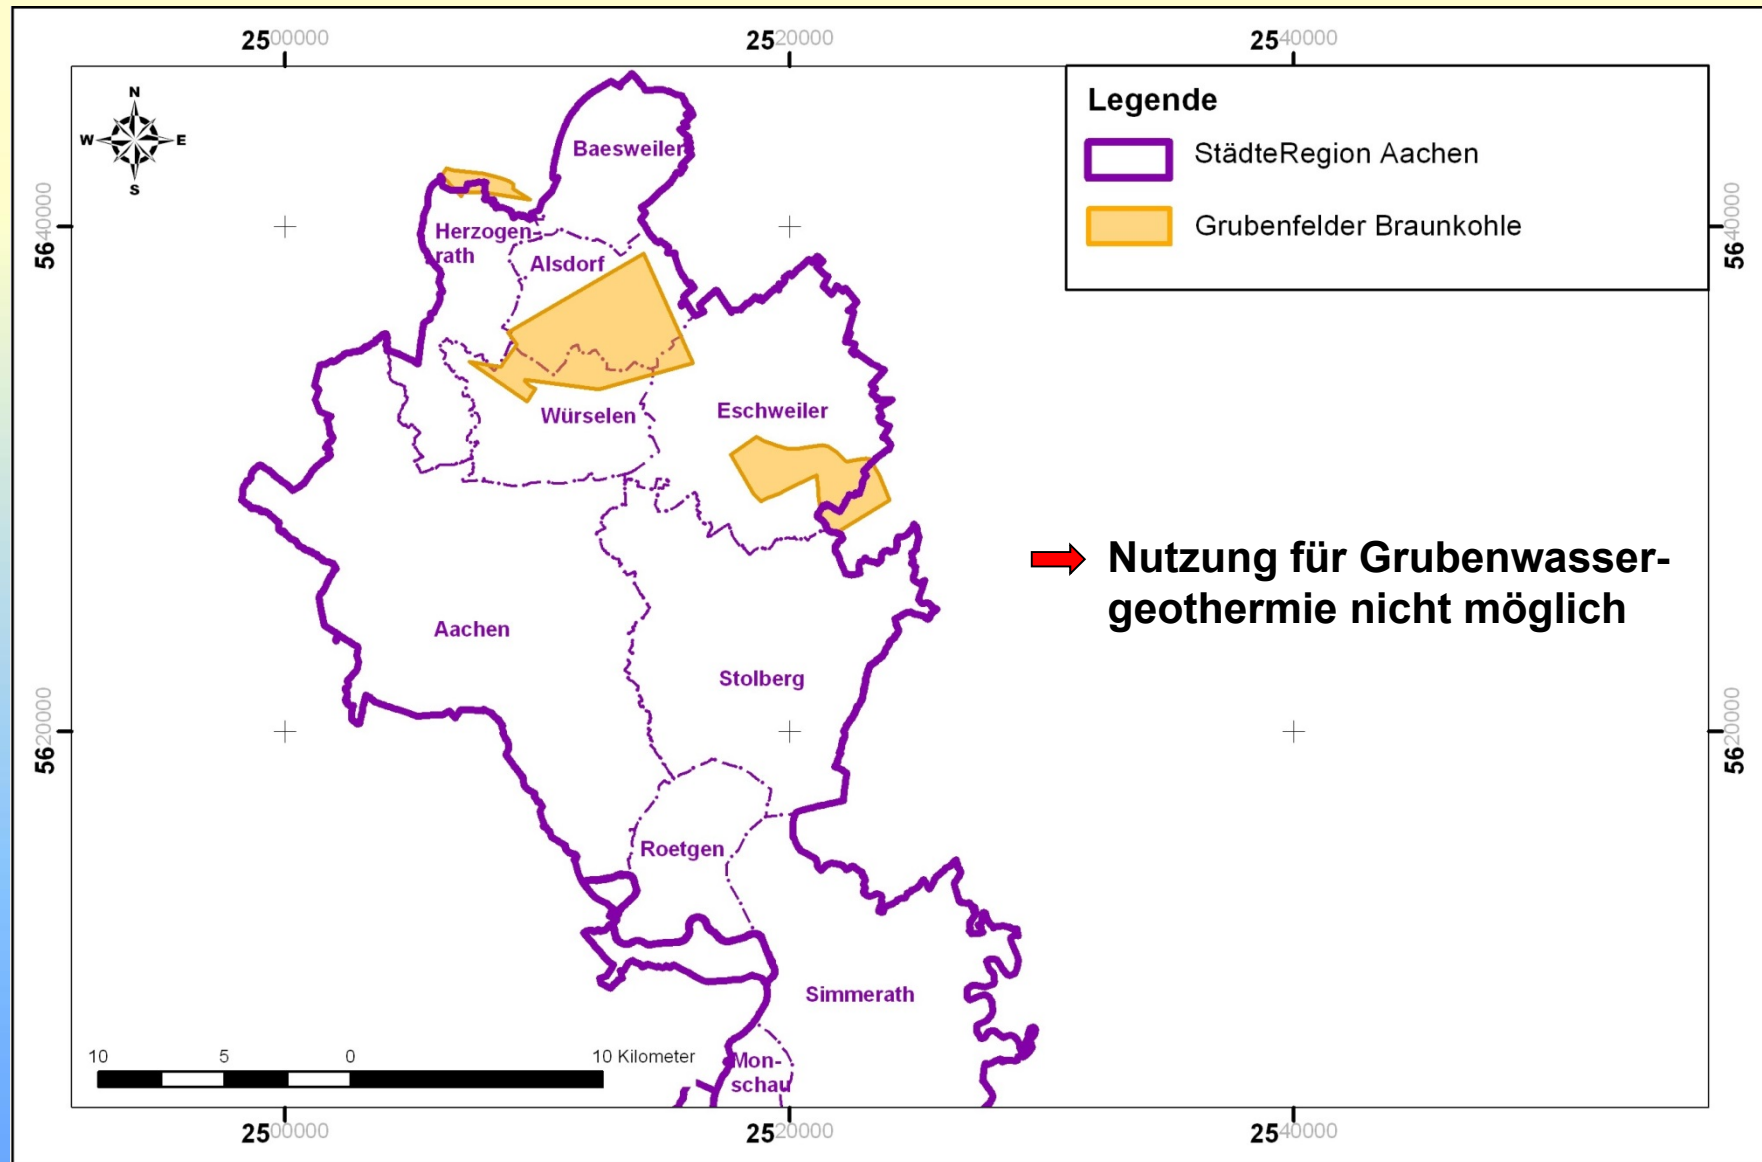 2500000
2520000
2540000
N
W
E
S
Legende
StädteRegion Aachen
Grubenfelder Braunkohle
5640000
5640000
Baesweiler
Herzogen-
rath
Alsdorf
Würselen
Eschweiler
Nutzung für Grubenwasser-
geothermie nicht möglich
Aachen
Stolberg
5620000
5620000
Roetgen
Simmerath
Mon-
schau
10
5
0
10 Kilometer
2500000
2520000
2540000